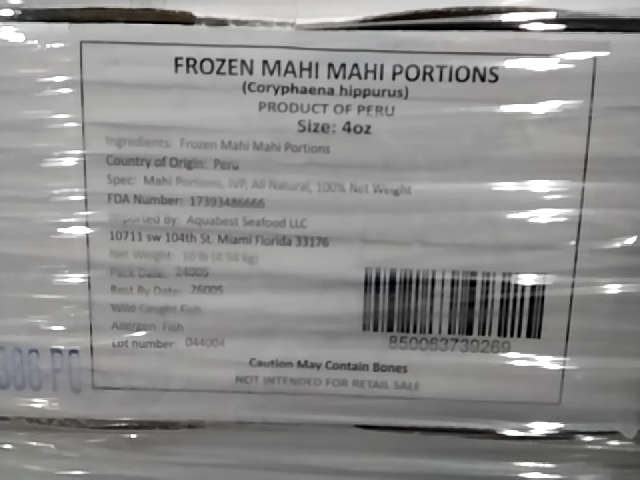 FROZEN MAHI MAHI PORTIONS
(Coryphaena hippurus)
PRODUCT OF PERU
Size: 4oz
Ingredients: Frozen Mahi Mahi Portions
Country of Origin: Peru
Spec: Mahi Portions, IVP, All Natural, 100% Net Weight
FDA Number: 17393486666
By: Aquabest Seafood LLC
10711 sw 104th St. Miami Florida 33176
Net Weight: 10 lb (4.54 kg)
Pack Date: 24005
Best By Date: 26005
Wild Caught Fish
Allergen: Fish
Lot number: 044004
850063739269
Caution May Contain Bones
NOT INTENDED FOR RETAIL SALE